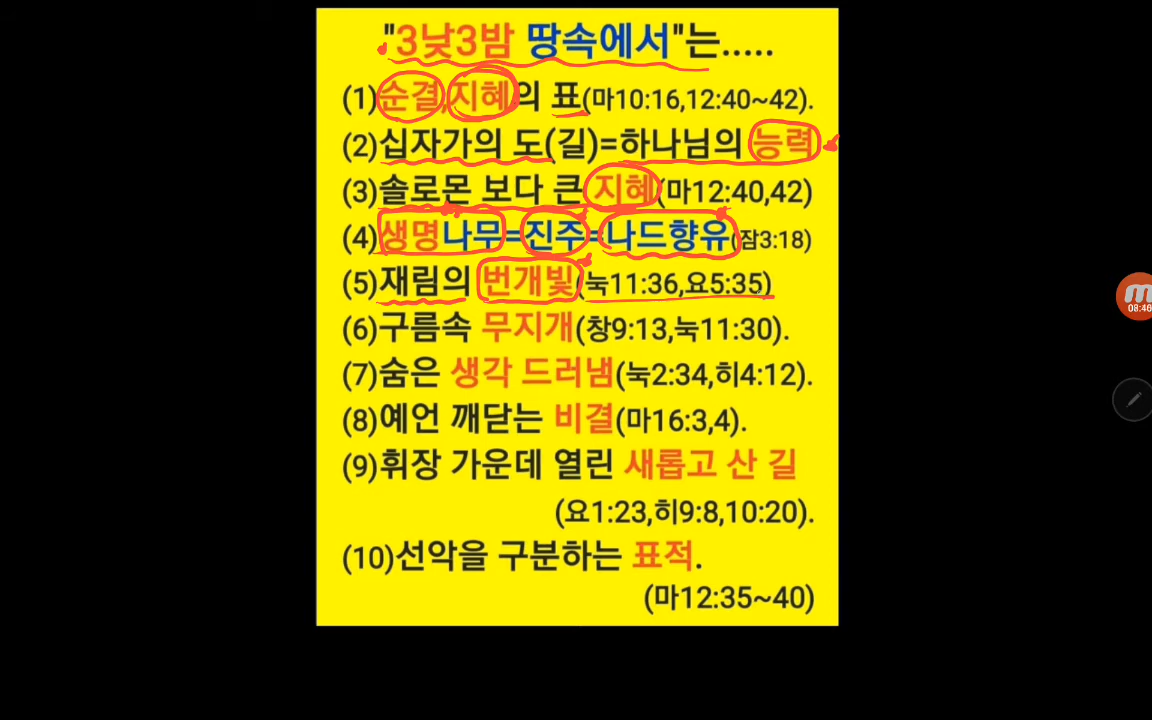 "3낮3밤 땅속에서"는.....
(1)순결,지혜의 표(마10:16,12:40~42).
(2)십자가의 도(길)=하나님의 능력
(3)솔로몬 보다 큰 지혜(마12:40,42)
(4)생명나무=진주=나드향유(잠3:18)
(5)재림의 번개빛(눅11:36,요5:35)
(6)구름속 무지개(창9:13,눅11:30).
(7)숨은 생각 드러냄(눅2:34,히4:12).
(8)예언 깨닫는 비결(마16:3,4).
(9)휘장 가운데 열린 새롭고 산 길
(요1:23,히9:8,10:20).
(10)선악을 구분하는 표적.
(마12:35~40)
m
08:46